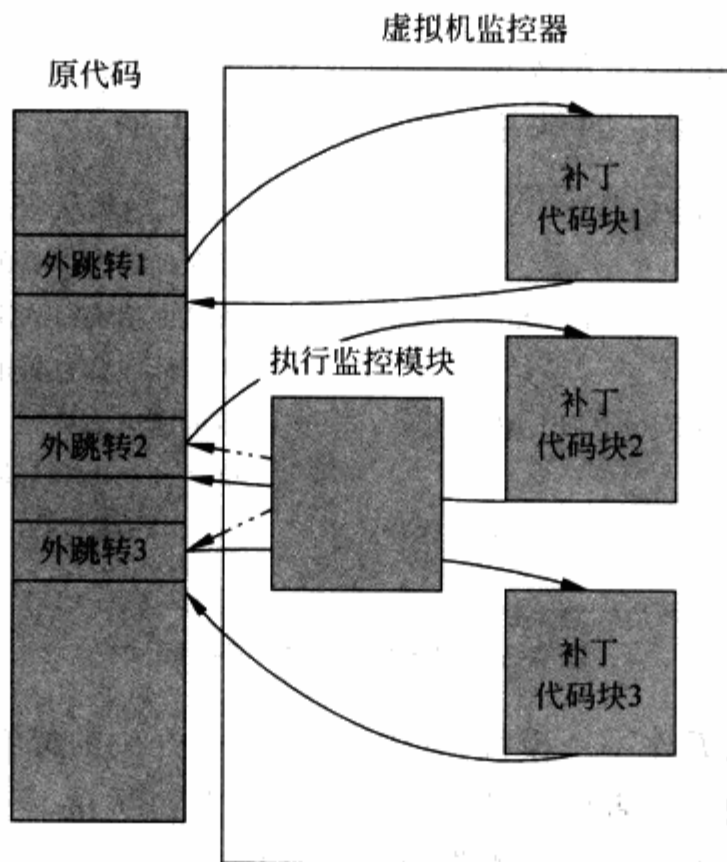 虚拟机监控器
原代码
补丁
代码块1
外跳转1
执行监控模块
补丁
代码块2
外跳转2
外跳转3
补丁
代码块3